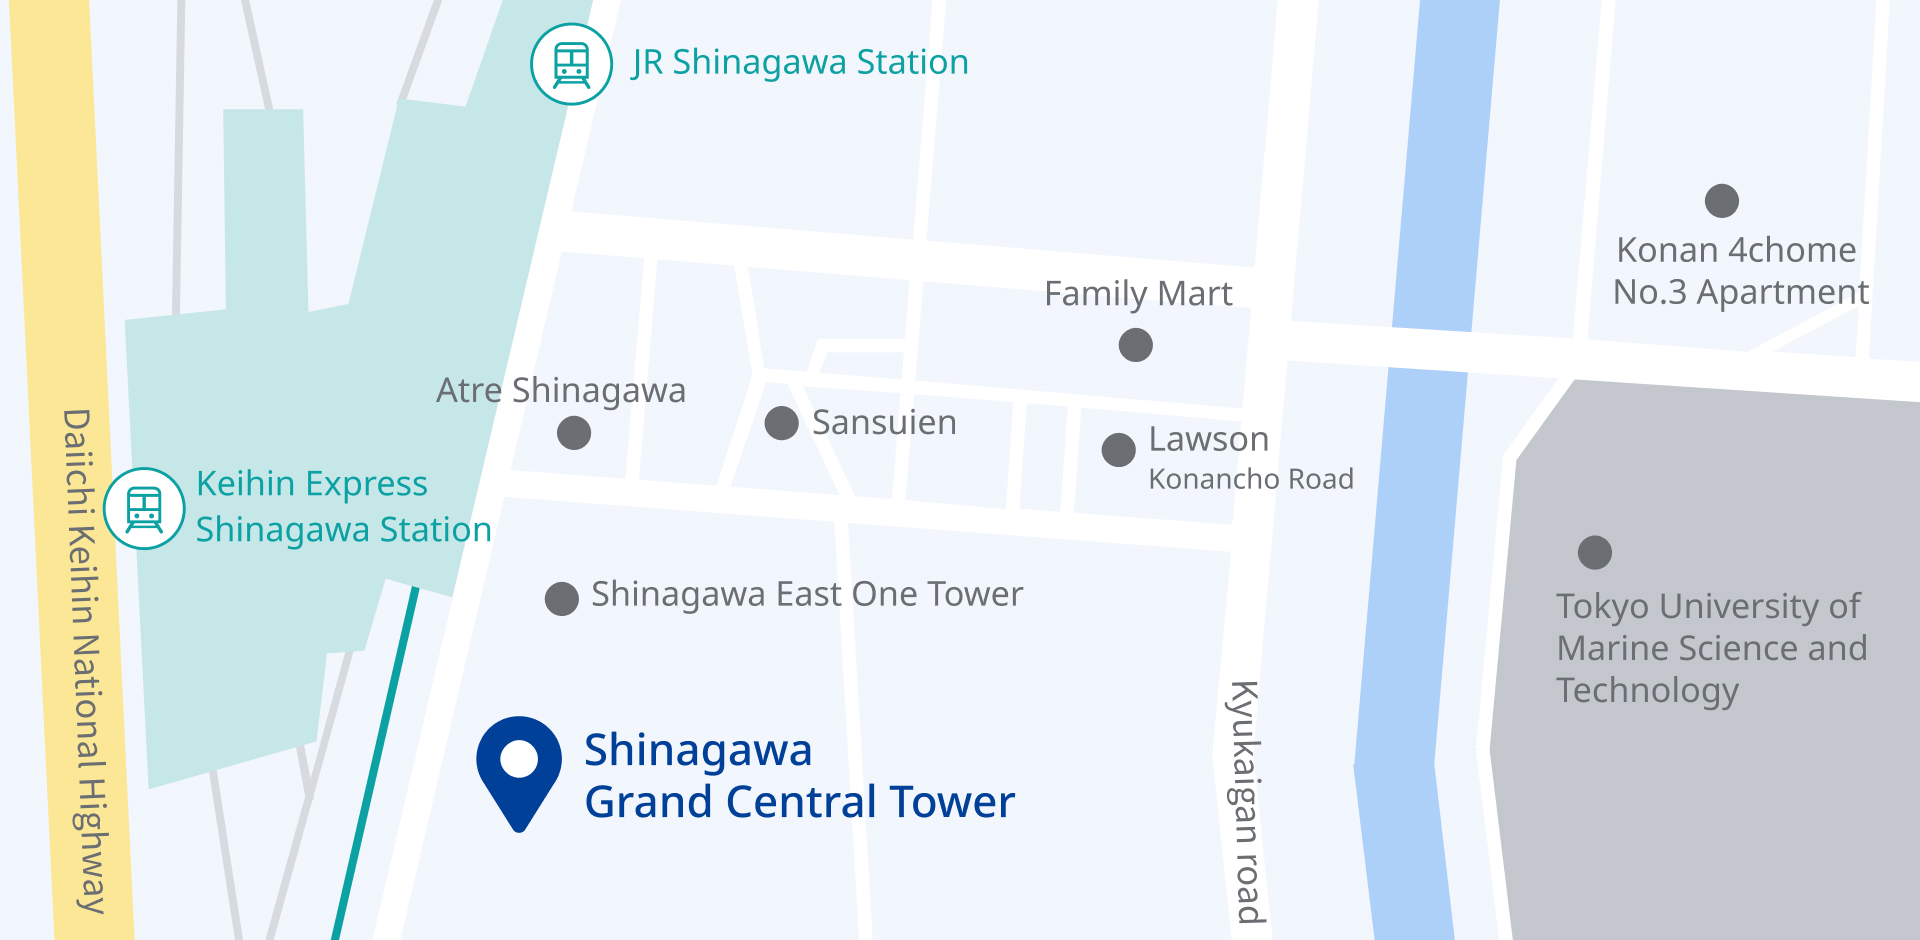 JR Shinagawa Station
Konan 4chome
No.3 Apartment
Family Mart
Atre Shinagawa
Sansuien
Lawson
Konancho Road
Keihin Express
Shinagawa Station
Daiichi Keihin National Highway
Shinagawa East One Tower
Tokyo University of
Marine Science and
Technology
Shinagawa
Grand Central Tower
Kyukaigan road